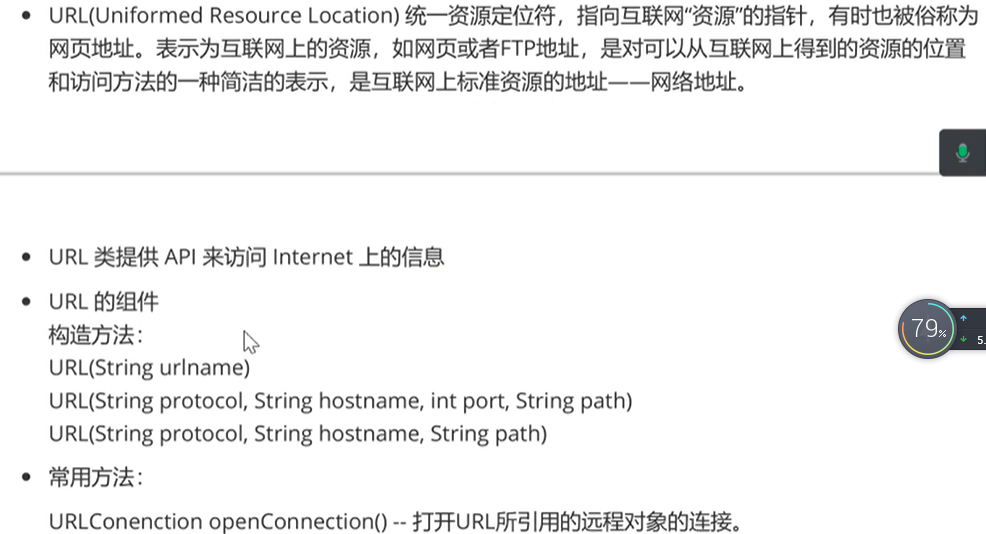 URL(Uniformed Resource Location) 统一资源定位符，指向互联网“资源”的指针，有时也被俗称为
网页地址。表示为互联网上的资源，如网页或者FTP地址，是对可以从互联网上得到的资源的位置
和访问方法的一种简洁的表示，是互联网上标准资源的地址——网络地址。
URL 类提供 API 来访问 Internet 上的信息
URL 的组件
构造方法：
URL(String urlname)
79%
5.
URL(String protocol, String hostname, int port, String path)
URL(String protocol, String hostname, String path)
常用方法：
URLConenction openConnection() -- 打开URL所引用的远程对象的连接。